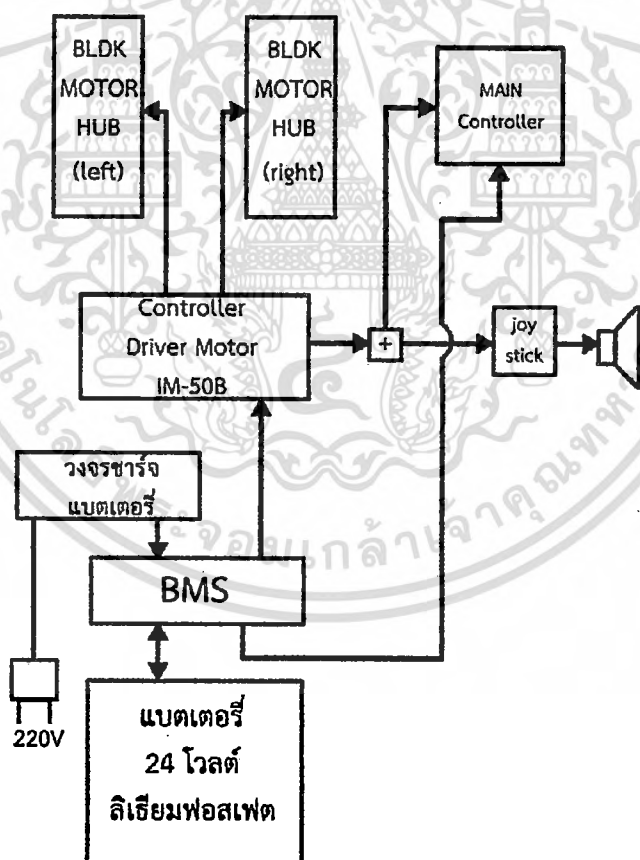 BLDK
MOTOR
HUB
(left)
BLDK
MOTOR
HUB
(right)
MAIN
Controller
Controller
Driver Motor
IM-50B
+
joy
stick
วงจรชาร์จ
แบตเตอรี่
BMS
220V
แบตเตอรี่
24 โวลต์
ลิเธียมฟอสเฟต